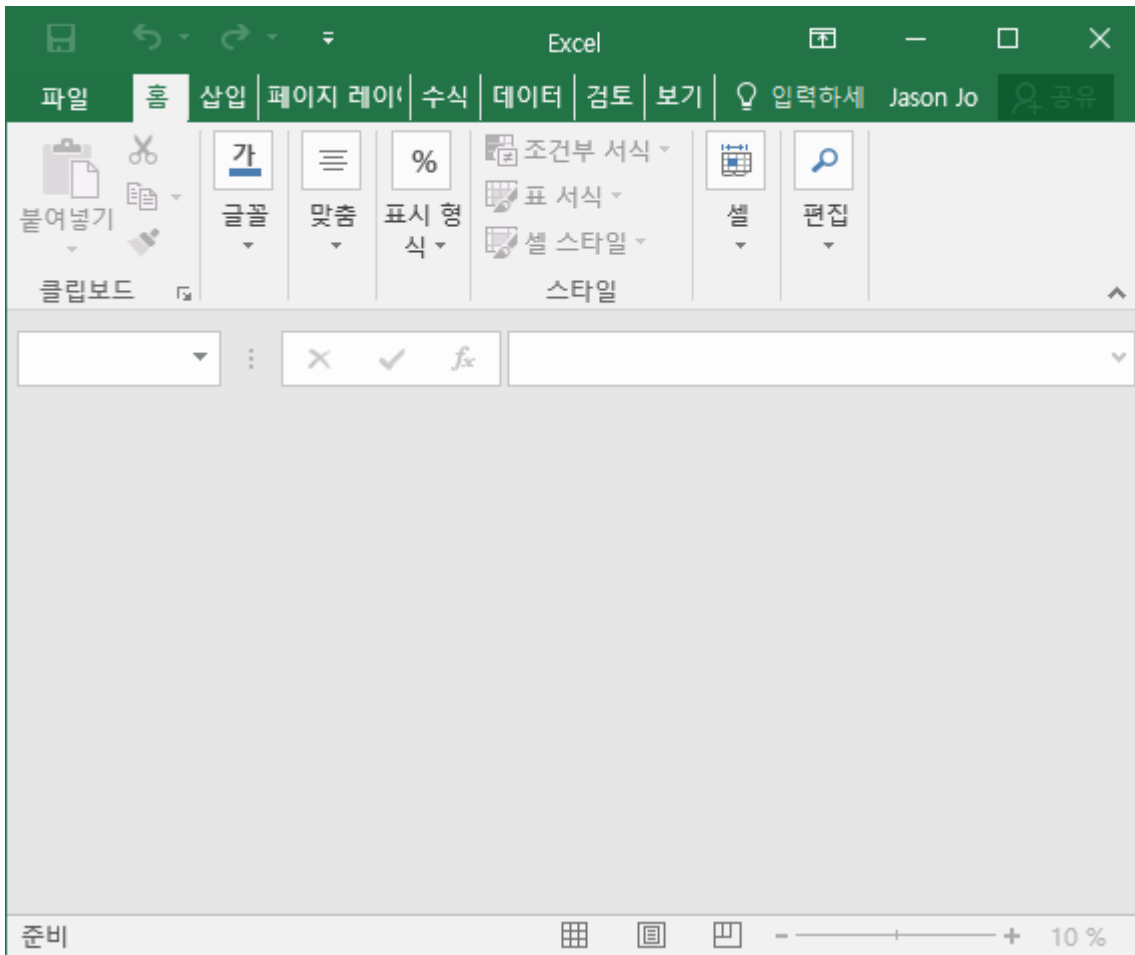 Excel
파일 홈 삽입 페이지 레이 수식 데이터 검토 보기 입력하세 Jason Jo 공유
붙여넣기
가
글꼴
맞춤
%
표시 형
식
조건부 서식
표 서식
셀 스타일
셀
편집
클립보드 스타일
fx
준비 10 %